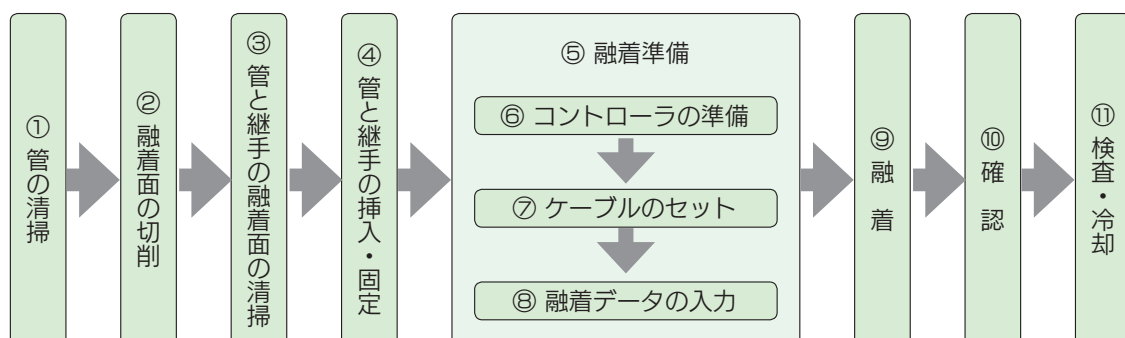 ① 管の清掃
② 融着面の切削
③ 管と継手の融着面の清掃
④ 管と継手の挿入・固定
⑤ 融着準備
⑥ コントローラの準備
⑦ ケーブルのセット
⑧ 融着データの入力
⑨ 融着
⑩ 確認
⑪ 検査・冷却